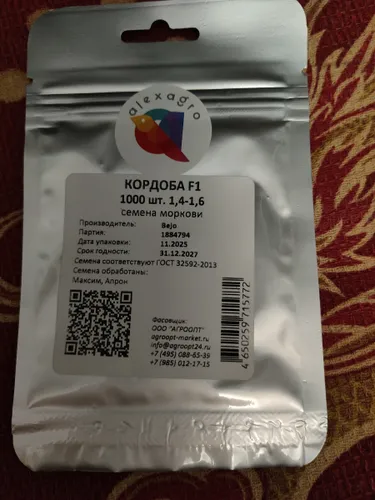 alexagro
КОРДОБА F1
1000 шт. 1,4-1,6
семена моркови
Производитель: Bejo
Партия: 1884794
Дата упаковки: 11.2025
Срок годности: 31.12.2027
Семена соответствуют ГОСТ 32592-2013
Семена обработаны:
Максим, Апрон
Фасовщик:
ООО "АГРООПТ"
agroopt-market.ru
info@agroopt24.ru
+7 (495) 088-65-39
+7 (985) 012-17-15
4650259715772